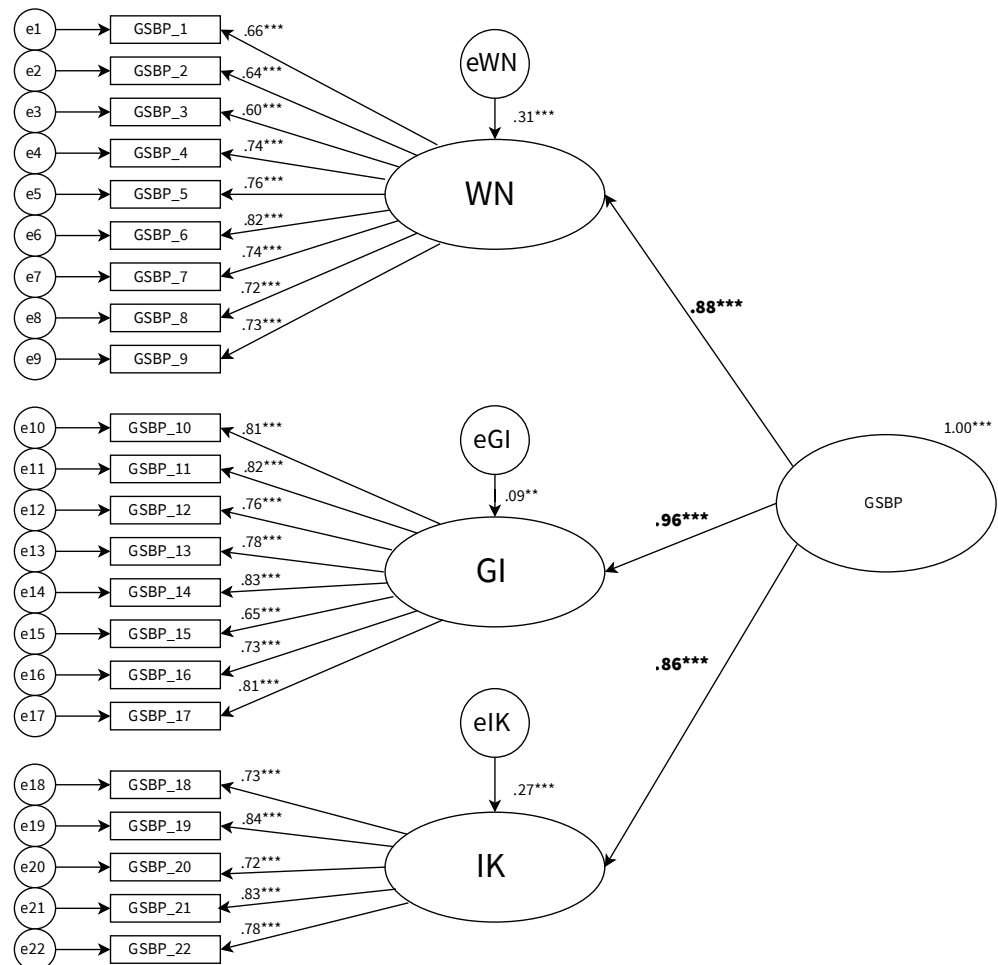 e1 GSBP_1 .66***
e2 GSBP_2 .64***
e3 GSBP_3 .60***
e4 GSBP_4 .74***
e5 GSBP_5 .76***
e6 GSBP_6 .82***
e7 GSBP_7 .74***
e8 GSBP_8 .72***
e9 GSBP_9 .73***
eWN
.31***
WN
.88***
e10 GSBP_10 .81***
e11 GSBP_11 .82***
e12 GSBP_12 .76***
e13 GSBP_13 .78***
e14 GSBP_14 .83***
e15 GSBP_15 .65***
e16 GSBP_16 .73***
e17 GSBP_17 .81***
eGI
.09**
GI
.96***
1.00***
GSBP
.86***
e18 GSBP_18 .73***
e19 GSBP_19 .84***
e20 GSBP_20 .72***
e21 GSBP_21 .83***
e22 GSBP_22 .78***
eIK
.27***
IK